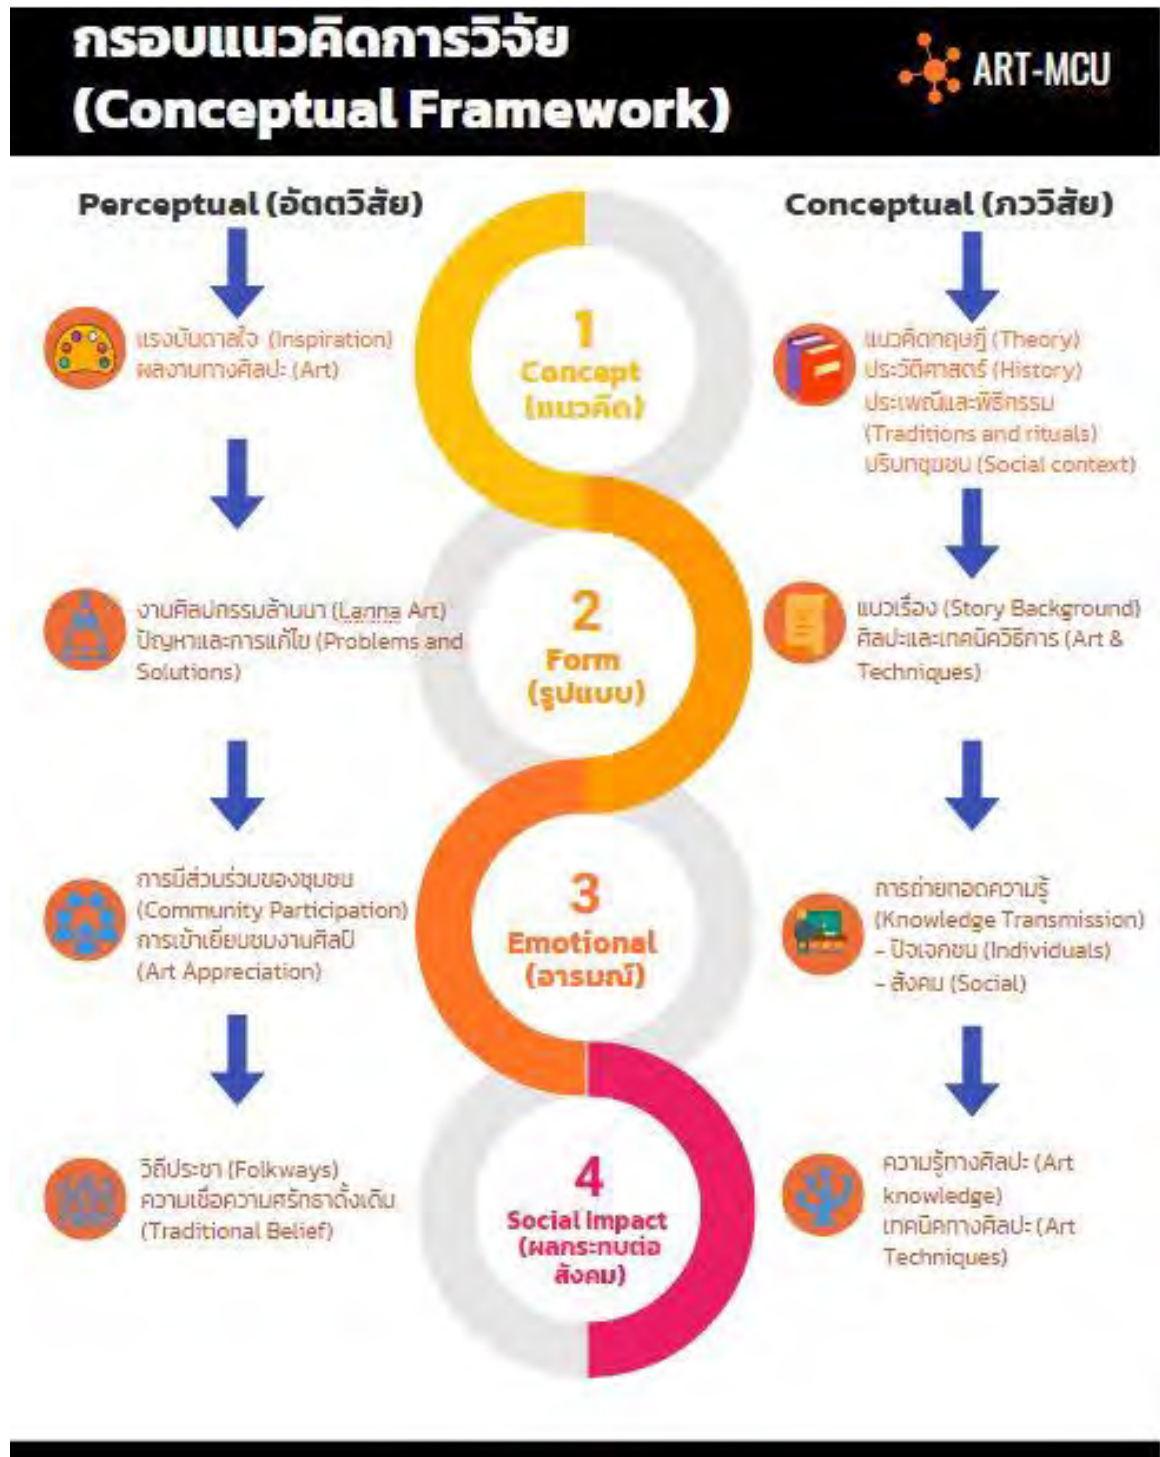 กรอบแนวคิดการวิจัย
(Conceptual Framework)
ART-MCU
Perceptual (อัตตวิสัย)
Conceptual (ภววิสัย)
แรงบันดาลใจ (Inspiration)
ผลงานทางศิลปะ (Art)
1
Concept
(แนวคิด)
แนวคิดทฤษฎี (Theory)
ประวัติศาสตร์ (History)
ประเพณีและพิธีกรรม
(Traditions and rituals)
บริบทชุมชน (Social context)
งานศิลปกรรมล้านนา (Lanna Art)
ปัญหาและการแก้ไข (Problems and
Solutions)
2
Form
(รูปแบบ)
แนวเรื่อง (Story Background)
ศิลปะและเทคนิควิธีการ (Art &
Techniques)
การมีส่วนร่วมของชุมชน
(Community Participation)
การเข้าเยี่ยมชมงานศิลป์
(Art Appreciation)
3
Emotional
(อารมณ์)
การถ่ายทอดความรู้
(Knowledge Transmission)
- ปัจเจกชน (Individuals)
- สังคม (Social)
วิถีประชา (Folkways)
ความเชื่อความศรัทธาดั้งเดิม
(Traditional Belief)
4
Social Impact
(ผลกระทบต่อ
สังคม)
ความรู้ทางศิลปะ (Art
knowledge)
เทคนิคทางศิลปะ (Art
Techniques)